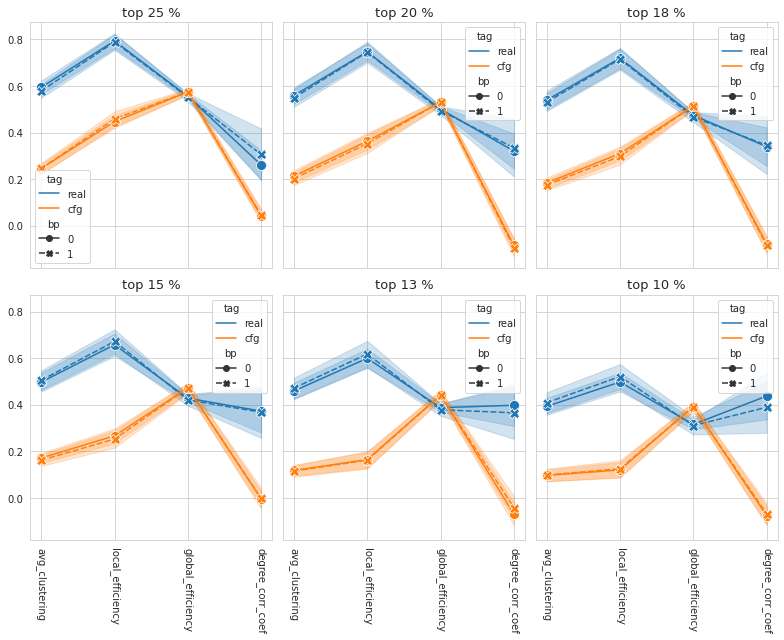 top 25 %
top 20 %
top 18 %
0.8
0.6
0.4
0.2
0.0
tag
real
cfg
bp
0
1
tag
real
cfg
bp
0
1
tag
real
cfg
bp
0
1
top 15 %
top 13 %
top 10 %
0.8
0.6
0.4
0.2
0.0
tag
real
cfg
bp
0
1
tag
real
cfg
bp
0
1
tag
real
cfg
bp
0
1
avg_clustering
local_efficiency
global_efficiency
degree_corr_coef
avg_clustering
local_efficiency
global_efficiency
degree_corr_coef
avg_clustering
local_efficiency
global_efficiency
degree_corr_coef